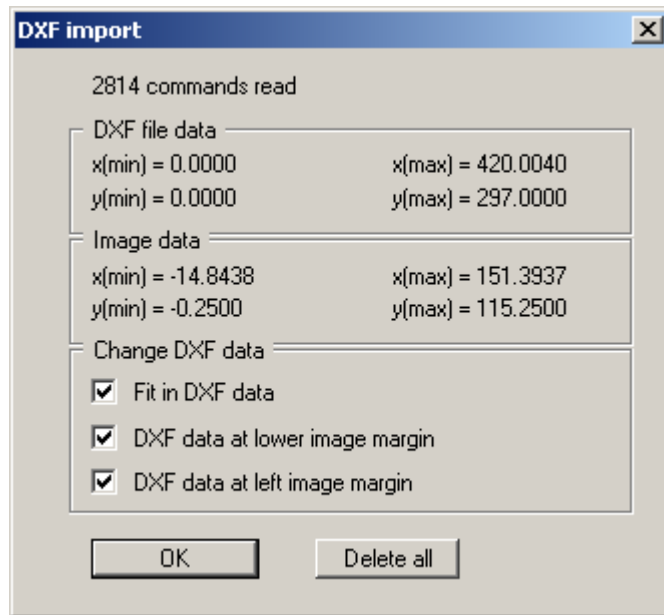 DXF import
2814 commands read
DXF file data
x(min) = 0.0000 x(max) = 420.0040
y(min) = 0.0000 y(max) = 297.0000
Image data
x(min) = -14.8438 x(max) = 151.3937
y(min) = -0.2500 y(max) = 115.2500
Change DXF data
Fit in DXF data
DXF data at lower image margin
DXF data at left image margin
OK Delete all